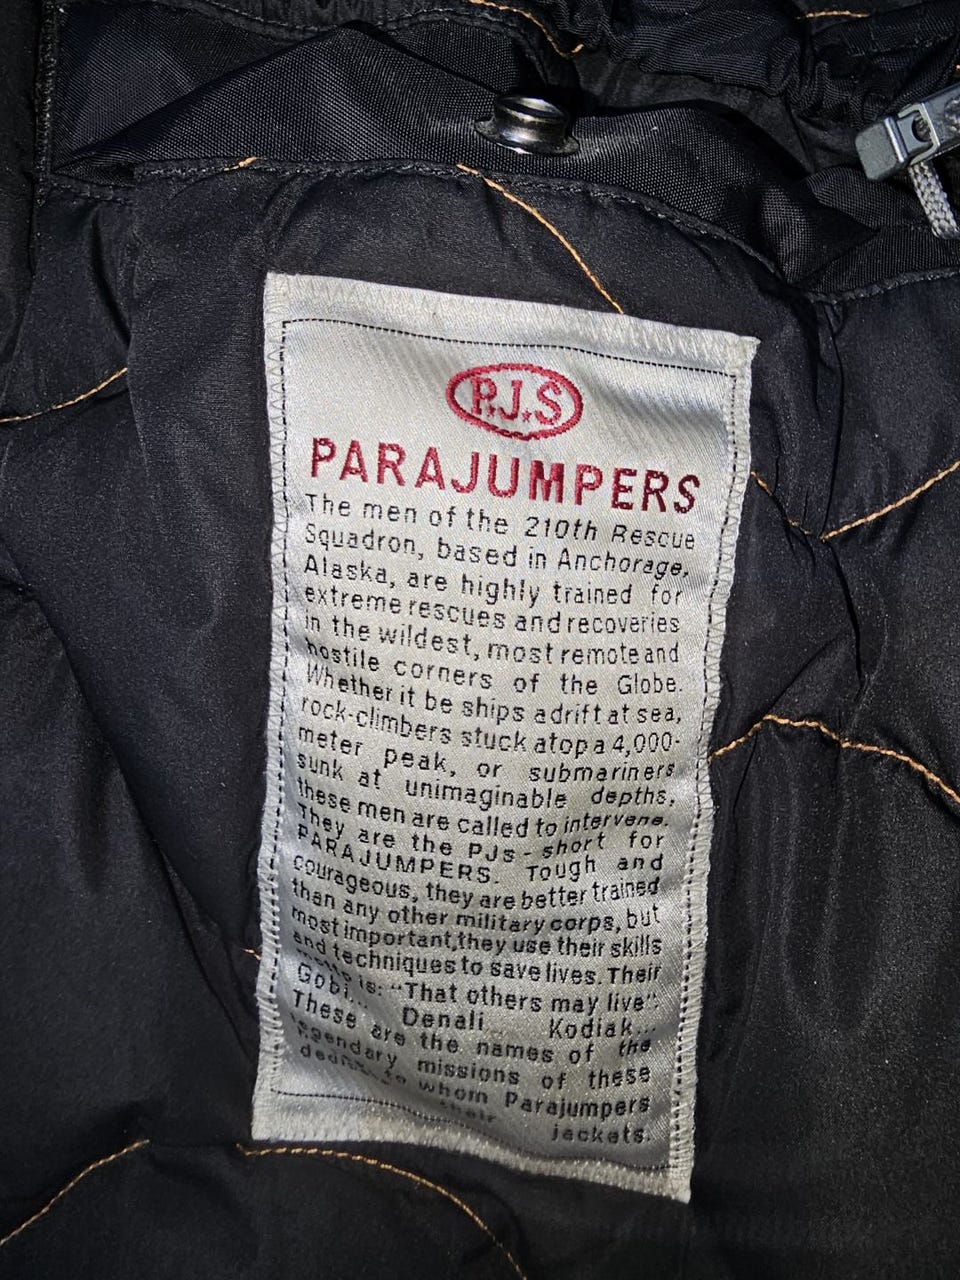 P.J.S
PARAJUMPERS
The men of the 210th Rescue
Squadron, based in Anchorage,
Alaska, are highly trained for
extreme rescues and recoveries
in the wildest, most remote and
hostile corners of the Globe.
Whether it be ships adrift at sea,
rock-climbers stuck atop a 4,000-
meter peak, or submariners
sunk at unimaginable depths,
these men are called to intervene.
They are the PJs - short for
PARAJUMPERS. Tough and
courageous, they are better trained
than any other military corps, but
most important, they use their skills
and techniques to save lives. Their
motto is: "That others may live":
Gobi... Denali... Kodiak...
These are the names of the
legendary missions of these
to whom Parajumpers
their jackets.